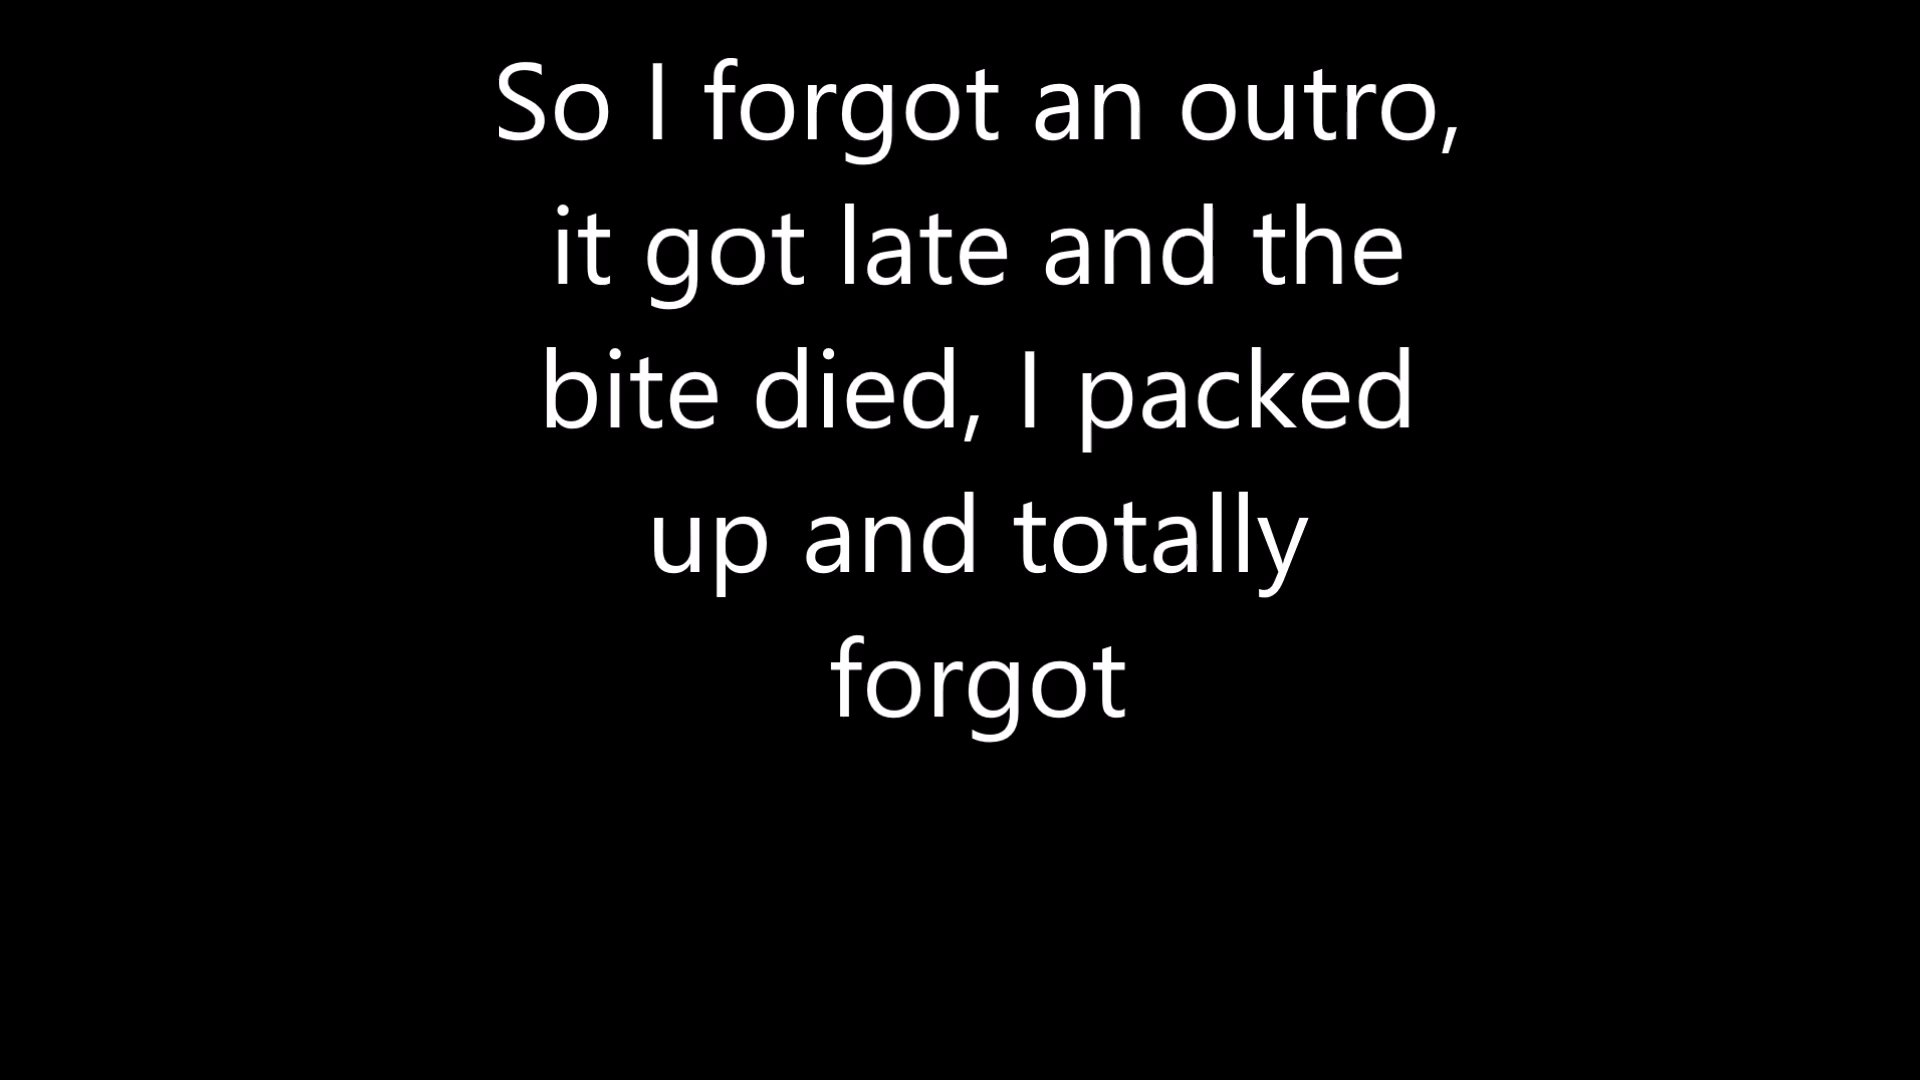 So I forgot an outro,
it got late and the
bite died, I packed
up and totally
forgot